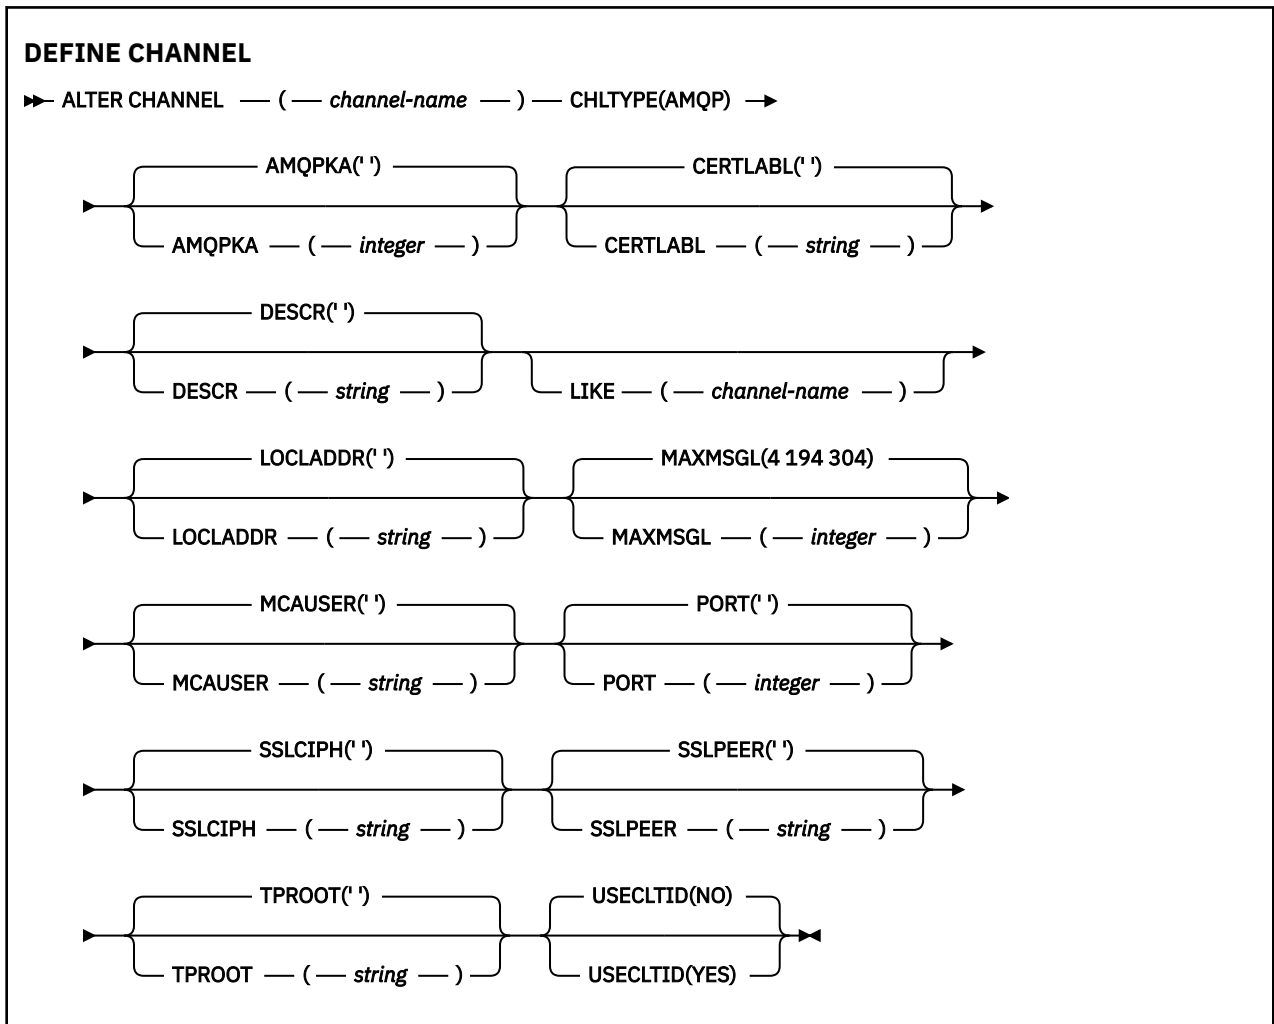 DEFINE CHANNEL
ALTER CHANNEL ( channel-name ) CHLTYPE(AMQP)
AMQPKA(' ') CERTLABL(' ')
AMQPKA ( integer ) CERTLABL ( string )
DESCR(' ')
DESCR ( string ) LIKE ( channel-name )
LOCLADDR(' ') MAXMSGL(4 194 304)
LOCLADDR ( string ) MAXMSGL ( integer )
MCAUSER(' ') PORT(' ')
MCAUSER ( string ) PORT ( integer )
SSLCIPH(' ') SSLPEER(' ')
SSLCIPH ( string ) SSLPEER ( string )
TPROOT(' ') USECLTID(NO)
TPROOT ( string ) USECLTID(YES)